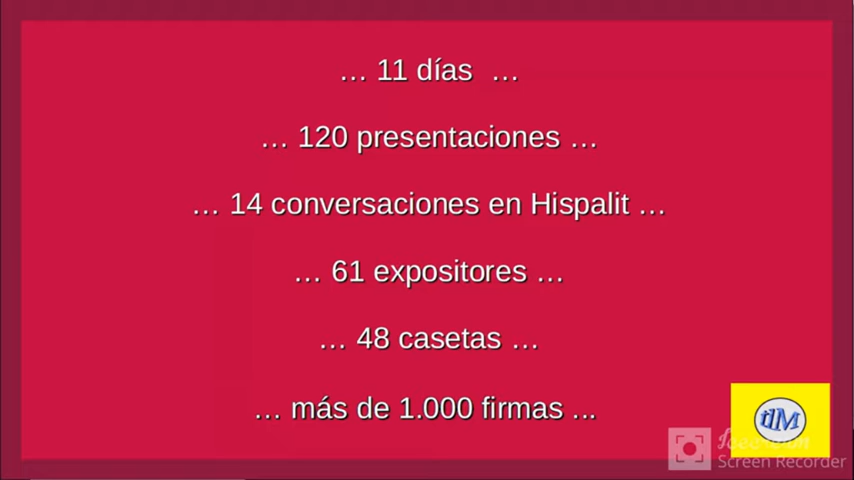 … 11 días …
… 120 presentaciones …
… 14 conversaciones en Hispalit …
… 61 expositores …
… 48 casetas …
… más de 1.000 firmas ...
tlM
Icecream
Screen Recorder